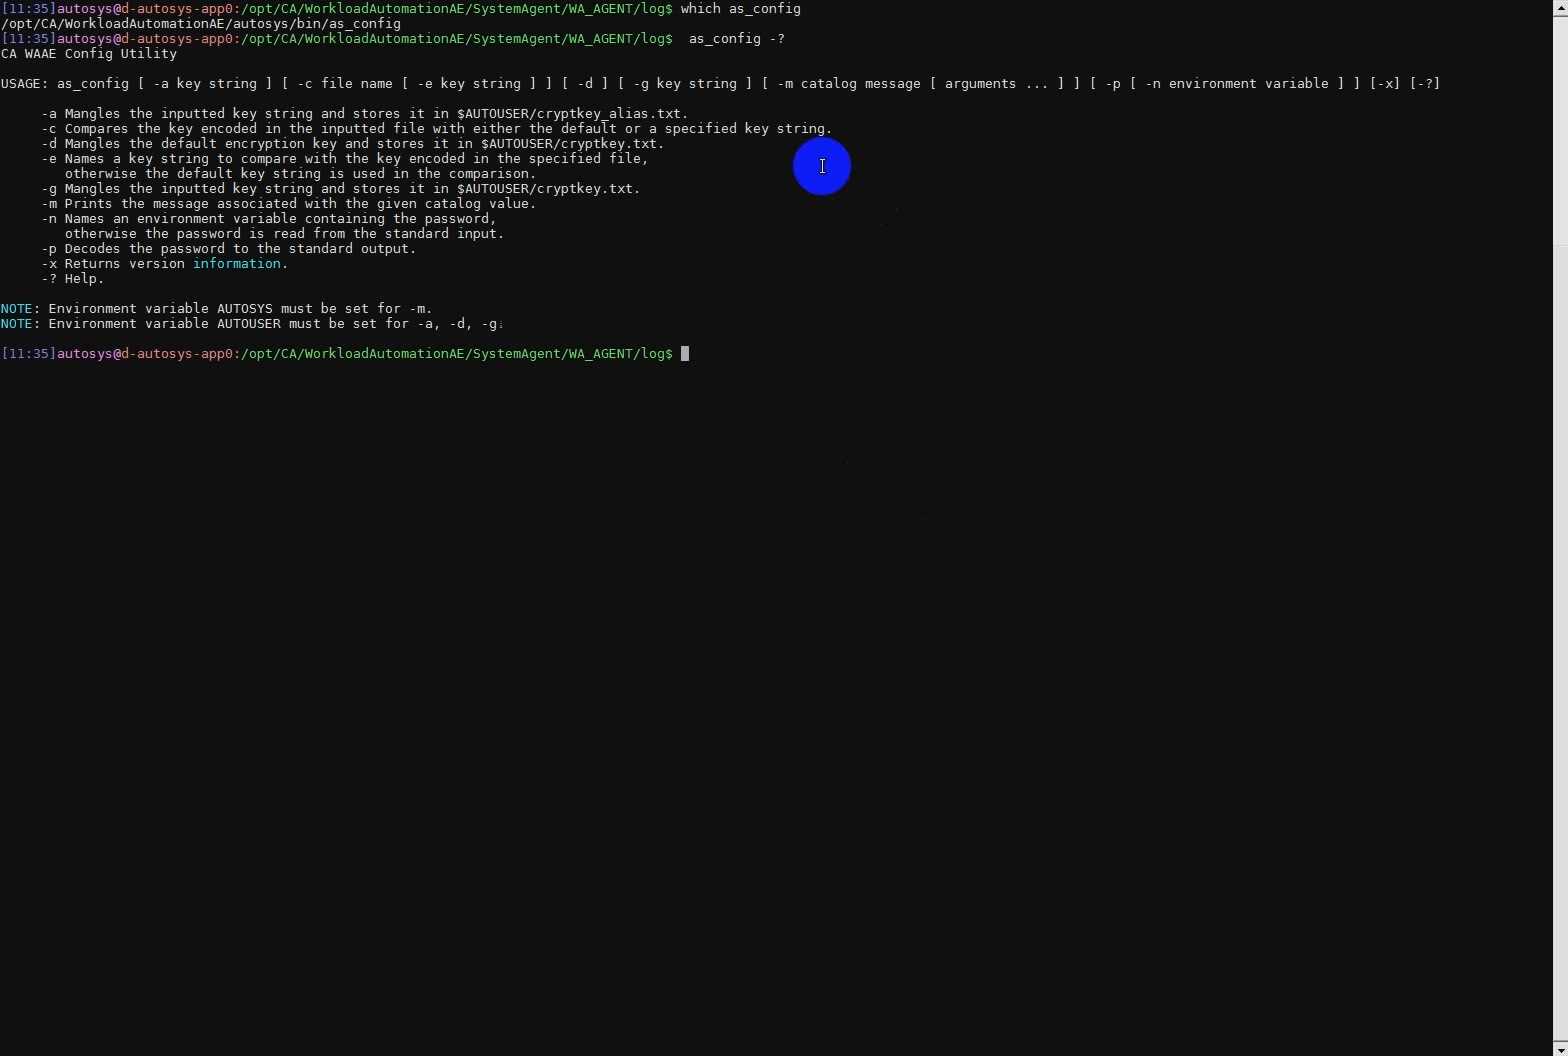 [11:35]autosys@d-autosys-app0:/opt/CA/WorkloadAutomationAE/SystemAgent/WA_AGENT/log$ which as_config
/opt/CA/WorkloadAutomationAE/autosys/bin/as_config
[11:35]autosys@d-autosys-app0:/opt/CA/WorkloadAutomationAE/SystemAgent/WA_AGENT/log$  as_config -?
CA WAAE Config Utility
USAGE: as_config [ -a key string ] [ -c file name [ -e key string ] ] [ -d ] [ -g key string ] [ -m catalog message [ arguments ... ] ] [ -p [ -n environment variable ] ] [-x] [-?]
-a Mangles the inputted key string and stores it in $AUTOUSER/cryptkey_alias.txt.
-c Compares the key encoded in the inputted file with either the default or a specified key string.
-d Mangles the default encryption key and stores it in $AUTOUSER/cryptkey.txt.
-e Names a key string to compare with the key encoded in the specified file,
otherwise the default key string is used in the comparison.
-g Mangles the inputted key string and stores it in $AUTOUSER/cryptkey.txt.
-m Prints the message associated with the given catalog value.
-n Names an environment variable containing the password,
otherwise the password is read from the standard input.
-p Decodes the password to the standard output.
-x Returns version information.
-? Help.
NOTE: Environment variable AUTOSYS must be set for -m.
NOTE: Environment variable AUTOUSER must be set for -a, -d, -g.
[11:35]autosys@d-autosys-app0:/opt/CA/WorkloadAutomationAE/SystemAgent/WA_AGENT/log$